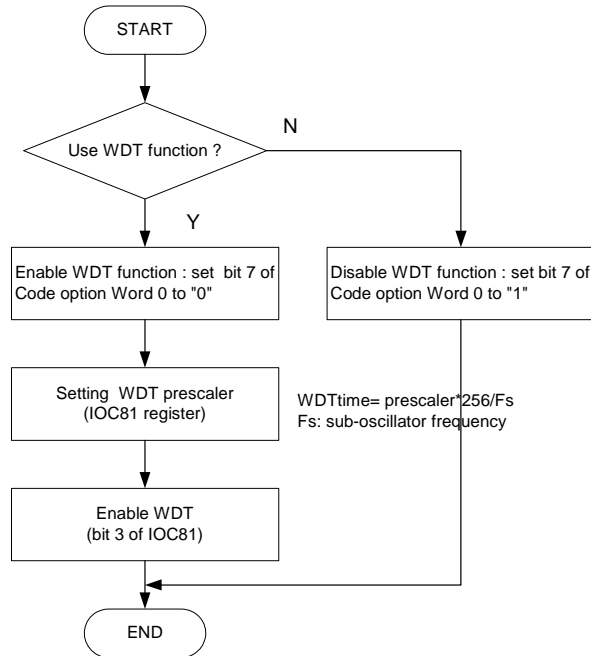 START
Use WDT function ?
N
Y
Enable WDT function : set bit 7 of
Code option Word 0 to "0"
Disable WDT function : set bit 7 of
Code option Word 0 to "1"
Setting WDT prescaler
(IOC81 register)
WDTtime= prescaler*256/Fs
Fs: sub-oscillator frequency
Enable WDT
(bit 3 of IOC81)
END